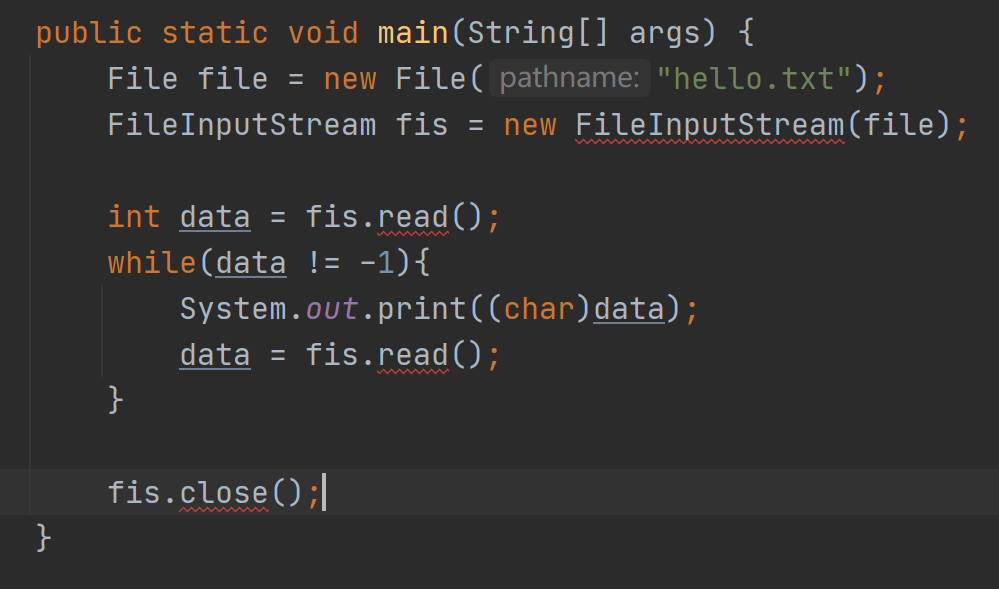 public static void main(String[] args) {
File file = new File( pathname: "hello.txt");
FileInputStream fis = new FileInputStream(file);
int data = fis.read();
while(data != -1){
System.out.print((char)data);
data = fis.read();
}
fis.close();
}